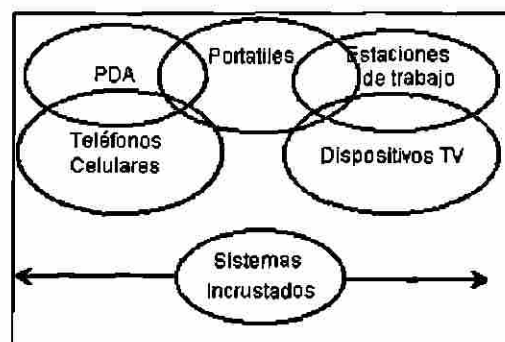 PDA
Portatiles
Estaciones
de trabajo
Teléfonos
Celulares
Dispositivos TV
Sistemas
Incrustados